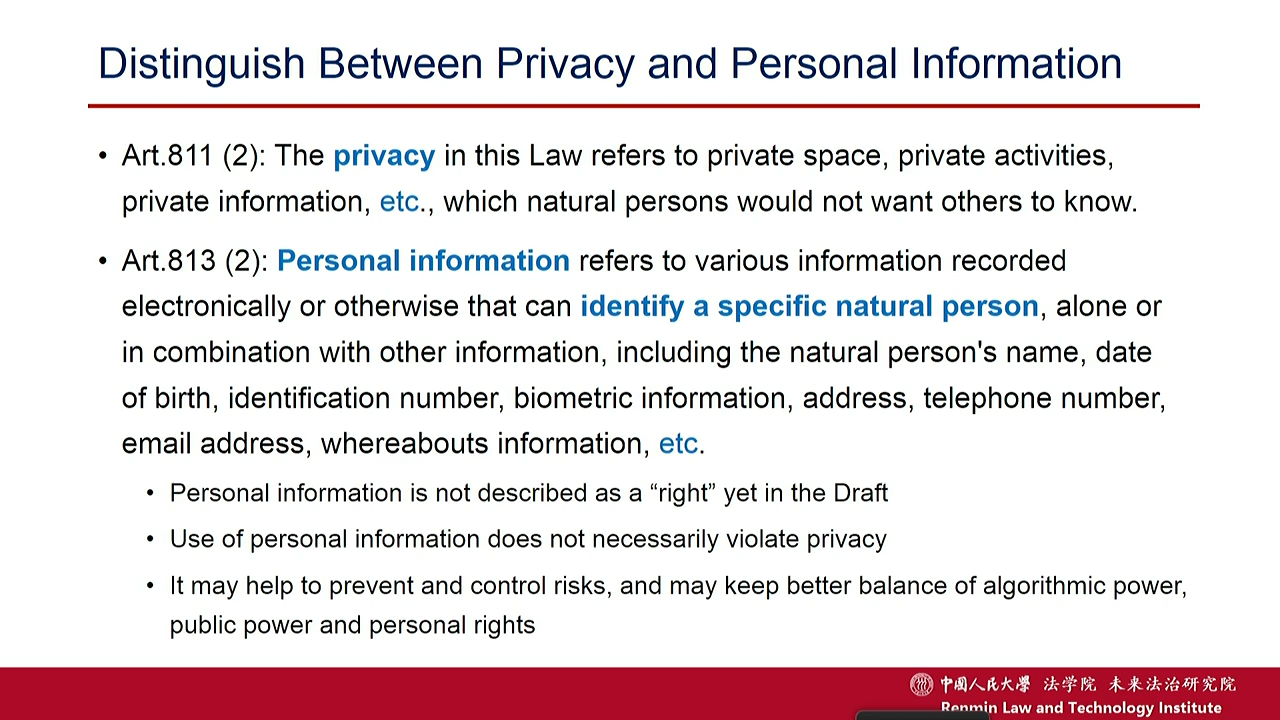 Distinguish Between Privacy and Personal Information
• Art.811 (2): The privacy in this Law refers to private space, private activities,
private information, etc., which natural persons would not want others to know.
• Art.813 (2): Personal information refers to various information recorded
electronically or otherwise that can identify a specific natural person, alone or
in combination with other information, including the natural person's name, date
of birth, identification number, biometric information, address, telephone number,
email address, whereabouts information, etc.
• Personal information is not described as a “right” yet in the Draft
• Use of personal information does not necessarily violate privacy
• It may help to prevent and control risks, and may keep better balance of algorithmic power,
public power and personal rights
中國人民大學 法学院 未来法治研究院
Renmin Law and Technology Institute